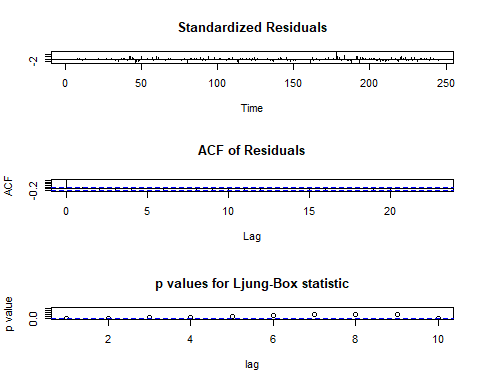 Standardized Residuals
-2
0 50 100 150 200 250
Time
ACF of Residuals
ACF
-0.2
0 5 10 15 20
Lag
p values for Ljung-Box statistic
p value
0.0
2 4 6 8 10
lag